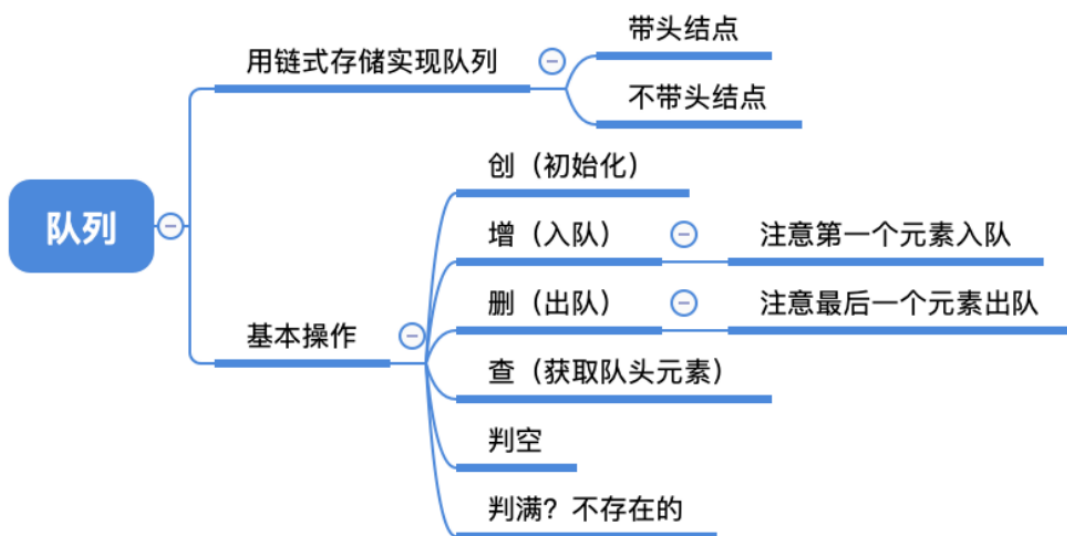 队列
用链式存储实现队列
带头结点
不带头结点
基本操作
创（初始化）
增（入队）
注意第一个元素入队
删（出队）
注意最后一个元素出队
查（获取队头元素）
判空
判满？不存在的